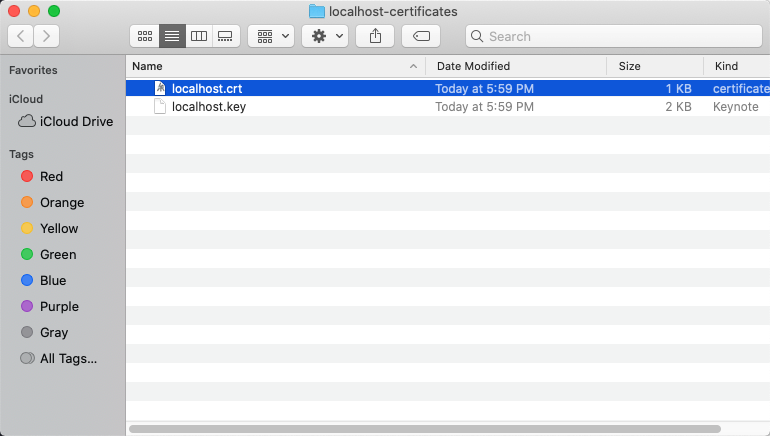 localhost-certificates
Search
Favorites
iCloud
iCloud Drive
Tags
Red
Orange
Yellow
Green
Blue
Purple
Gray
All Tags...
Name Date Modified Size Kind
localhost.crt Today at 5:59 PM 1 KB certificate
localhost.key Today at 5:59 PM 2 KB Keynote